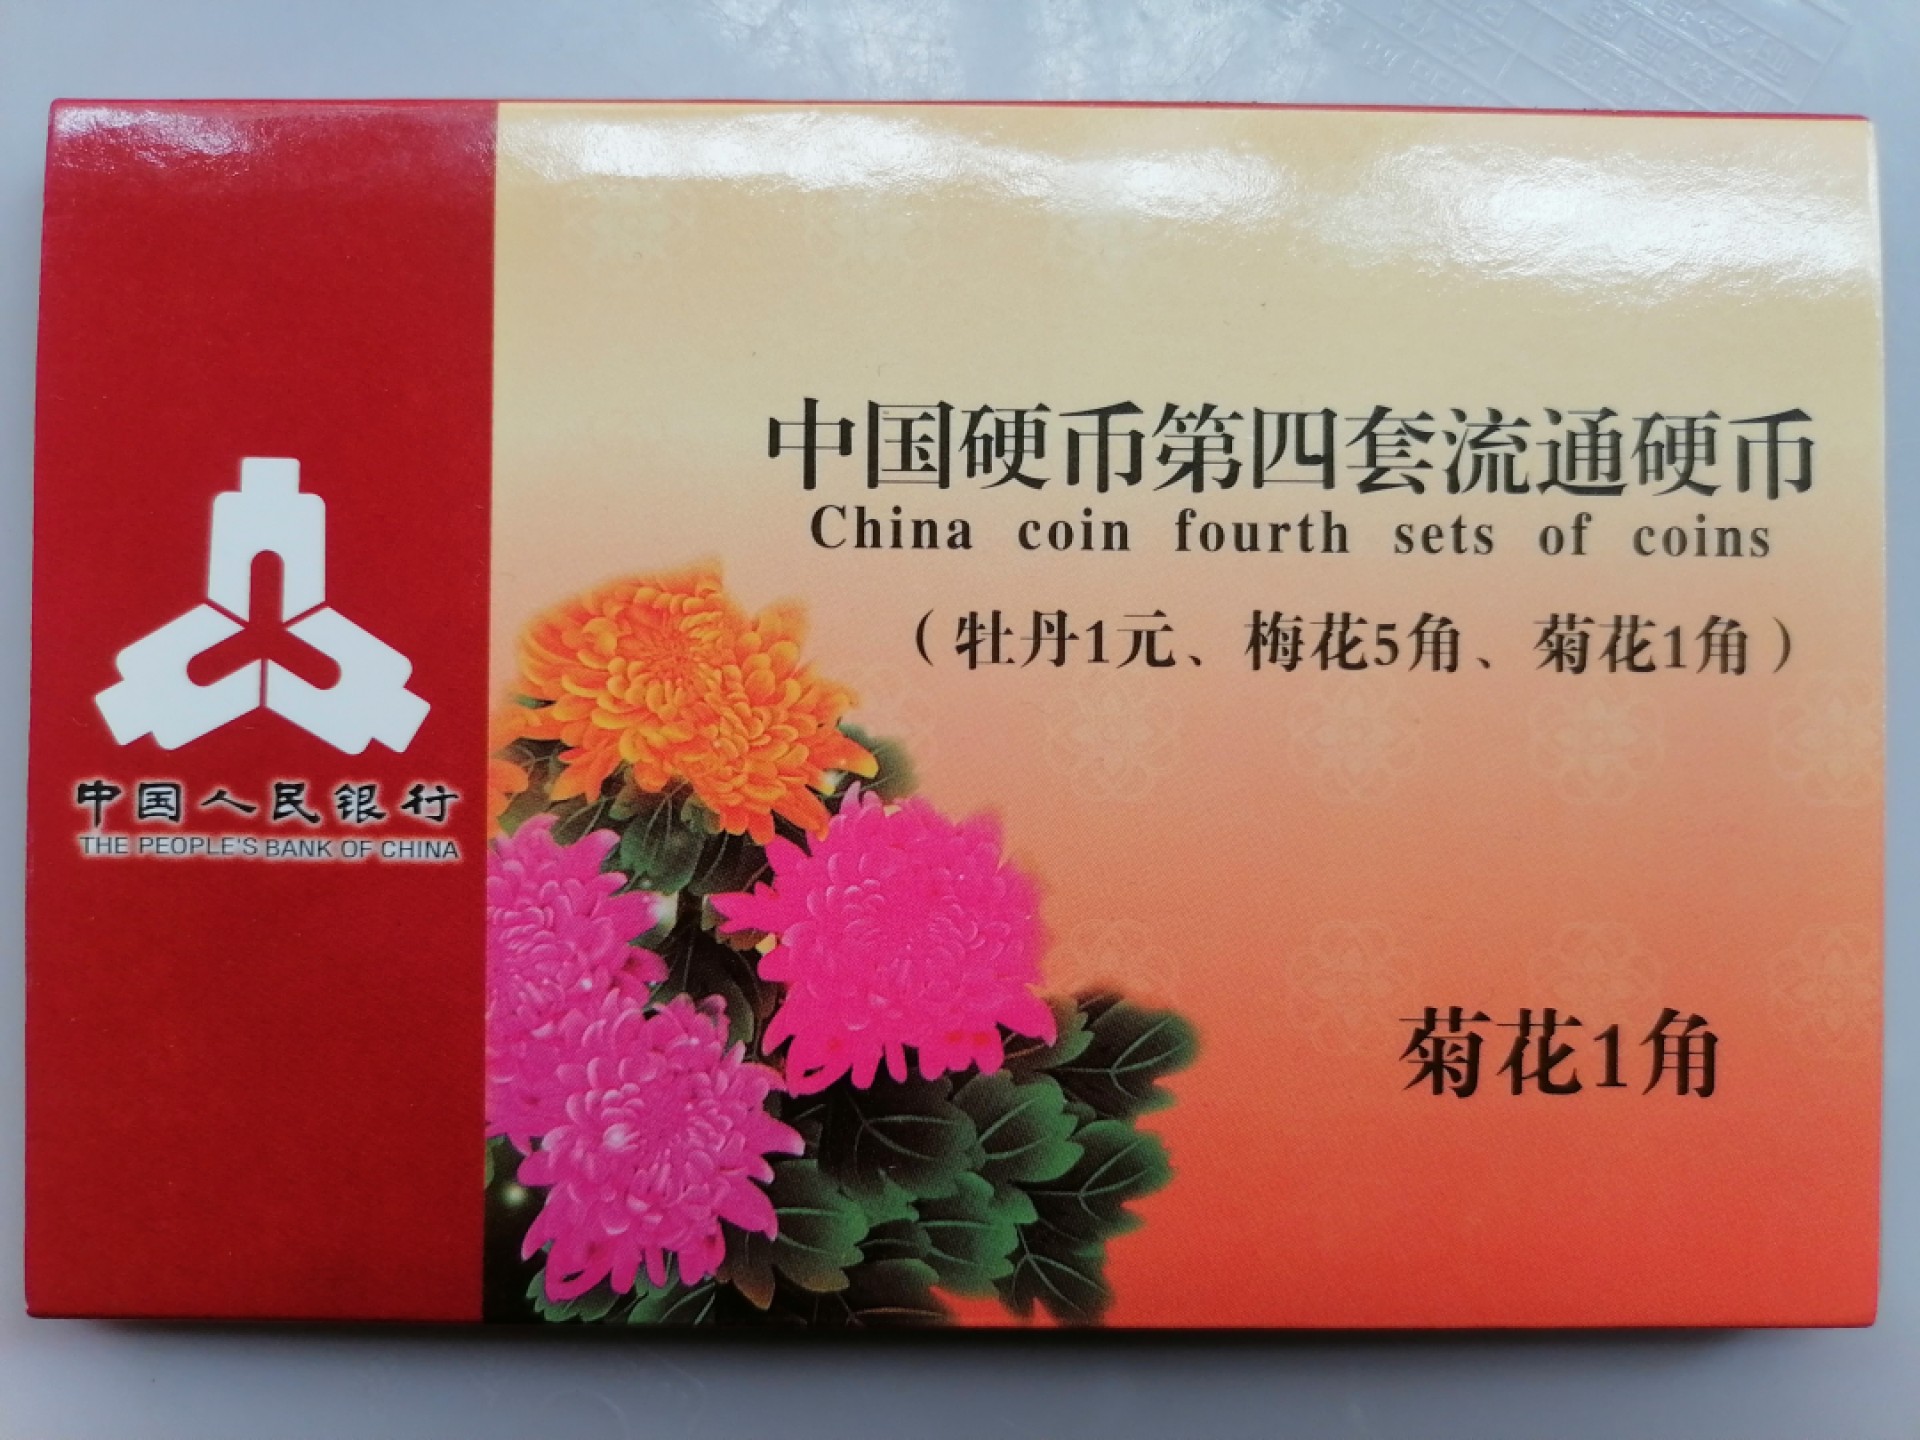 中国硬币第四套流通硬币
China coin fourth sets of coins
（牡丹1元、梅花5角、菊花1角）
菊花1角
中国人民银行
THE PEOPLE'S BANK OF CHINA